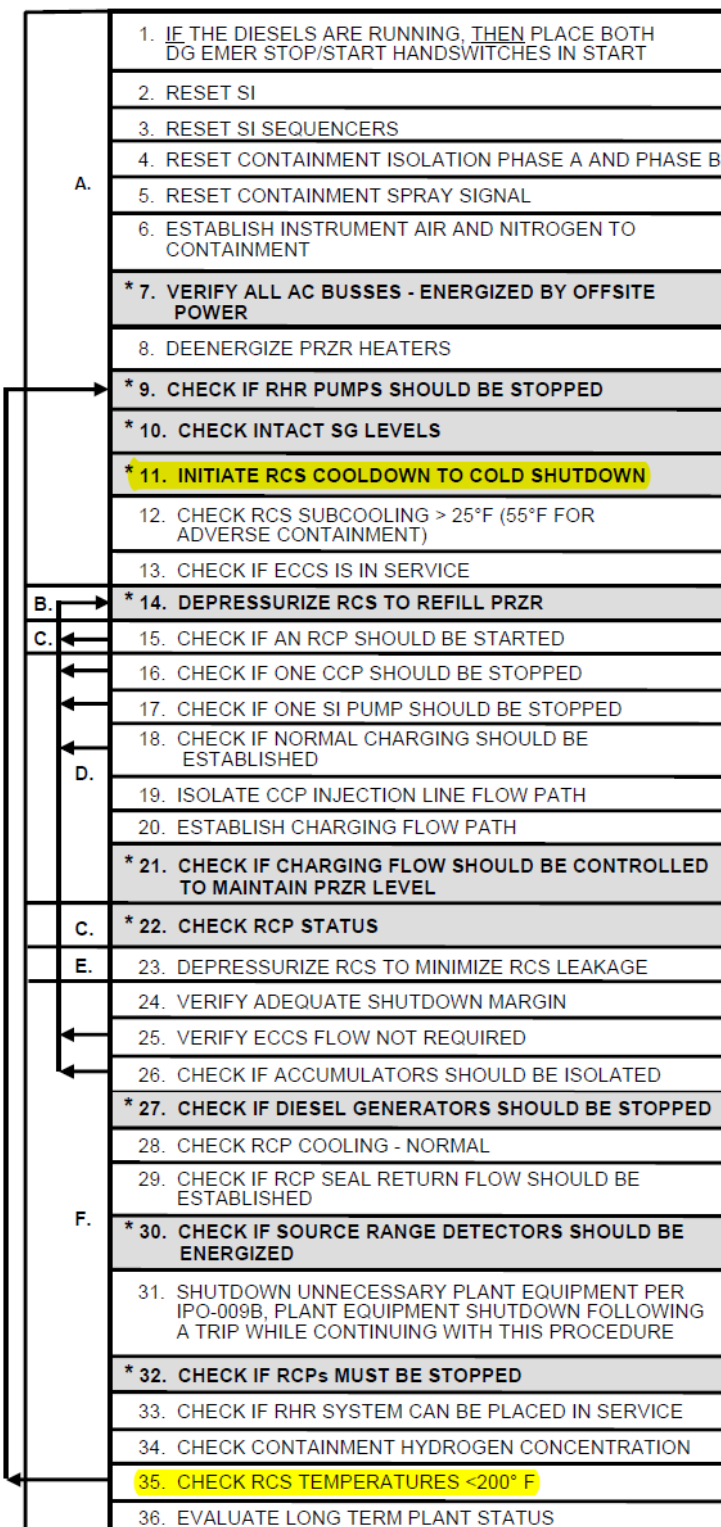 A.
1. IF THE DIESELS ARE RUNNING, THEN PLACE BOTH
DG EMER STOP/START HANDSWITCHES IN START
2. RESET SI
3. RESET SI SEQUENCERS
4. RESET CONTAINMENT ISOLATION PHASE A AND PHASE B
5. RESET CONTAINMENT SPRAY SIGNAL
6. ESTABLISH INSTRUMENT AIR AND NITROGEN TO
CONTAINMENT
* 7. VERIFY ALL AC BUSSES - ENERGIZED BY OFFSITE
POWER
8. DEENERGIZE PRZR HEATERS
* 9. CHECK IF RHR PUMPS SHOULD BE STOPPED
* 10. CHECK INTACT SG LEVELS
* 11. INITIATE RCS COOLDOWN TO COLD SHUTDOWN
12. CHECK RCS SUBCOOLING > 25°F (55°F FOR
ADVERSE CONTAINMENT)
13. CHECK IF ECCS IS IN SERVICE
B.
* 14. DEPRESSURIZE RCS TO REFILL PRZR
C.
15. CHECK IF AN RCP SHOULD BE STARTED
D.
16. CHECK IF ONE CCP SHOULD BE STOPPED
17. CHECK IF ONE SI PUMP SHOULD BE STOPPED
18. CHECK IF NORMAL CHARGING SHOULD BE
ESTABLISHED
19. ISOLATE CCP INJECTION LINE FLOW PATH
20. ESTABLISH CHARGING FLOW PATH
* 21. CHECK IF CHARGING FLOW SHOULD BE CONTROLLED
TO MAINTAIN PRZR LEVEL
C.
* 22. CHECK RCP STATUS
E.
23. DEPRESSURIZE RCS TO MINIMIZE RCS LEAKAGE
F.
24. VERIFY ADEQUATE SHUTDOWN MARGIN
25. VERIFY ECCS FLOW NOT REQUIRED
26. CHECK IF ACCUMULATORS SHOULD BE ISOLATED
* 27. CHECK IF DIESEL GENERATORS SHOULD BE STOPPED
28. CHECK RCP COOLING - NORMAL
29. CHECK IF RCP SEAL RETURN FLOW SHOULD BE
ESTABLISHED
* 30. CHECK IF SOURCE RANGE DETECTORS SHOULD BE
ENERGIZED
31. SHUTDOWN UNNECESSARY PLANT EQUIPMENT PER
IPO-009B, PLANT EQUIPMENT SHUTDOWN FOLLOWING
A TRIP WHILE CONTINUING WITH THIS PROCEDURE
* 32. CHECK IF RCPs MUST BE STOPPED
33. CHECK IF RHR SYSTEM CAN BE PLACED IN SERVICE
34. CHECK CONTAINMENT HYDROGEN CONCENTRATION
35. CHECK RCS TEMPERATURES <200° F
36. EVALUATE LONG TERM PLANT STATUS